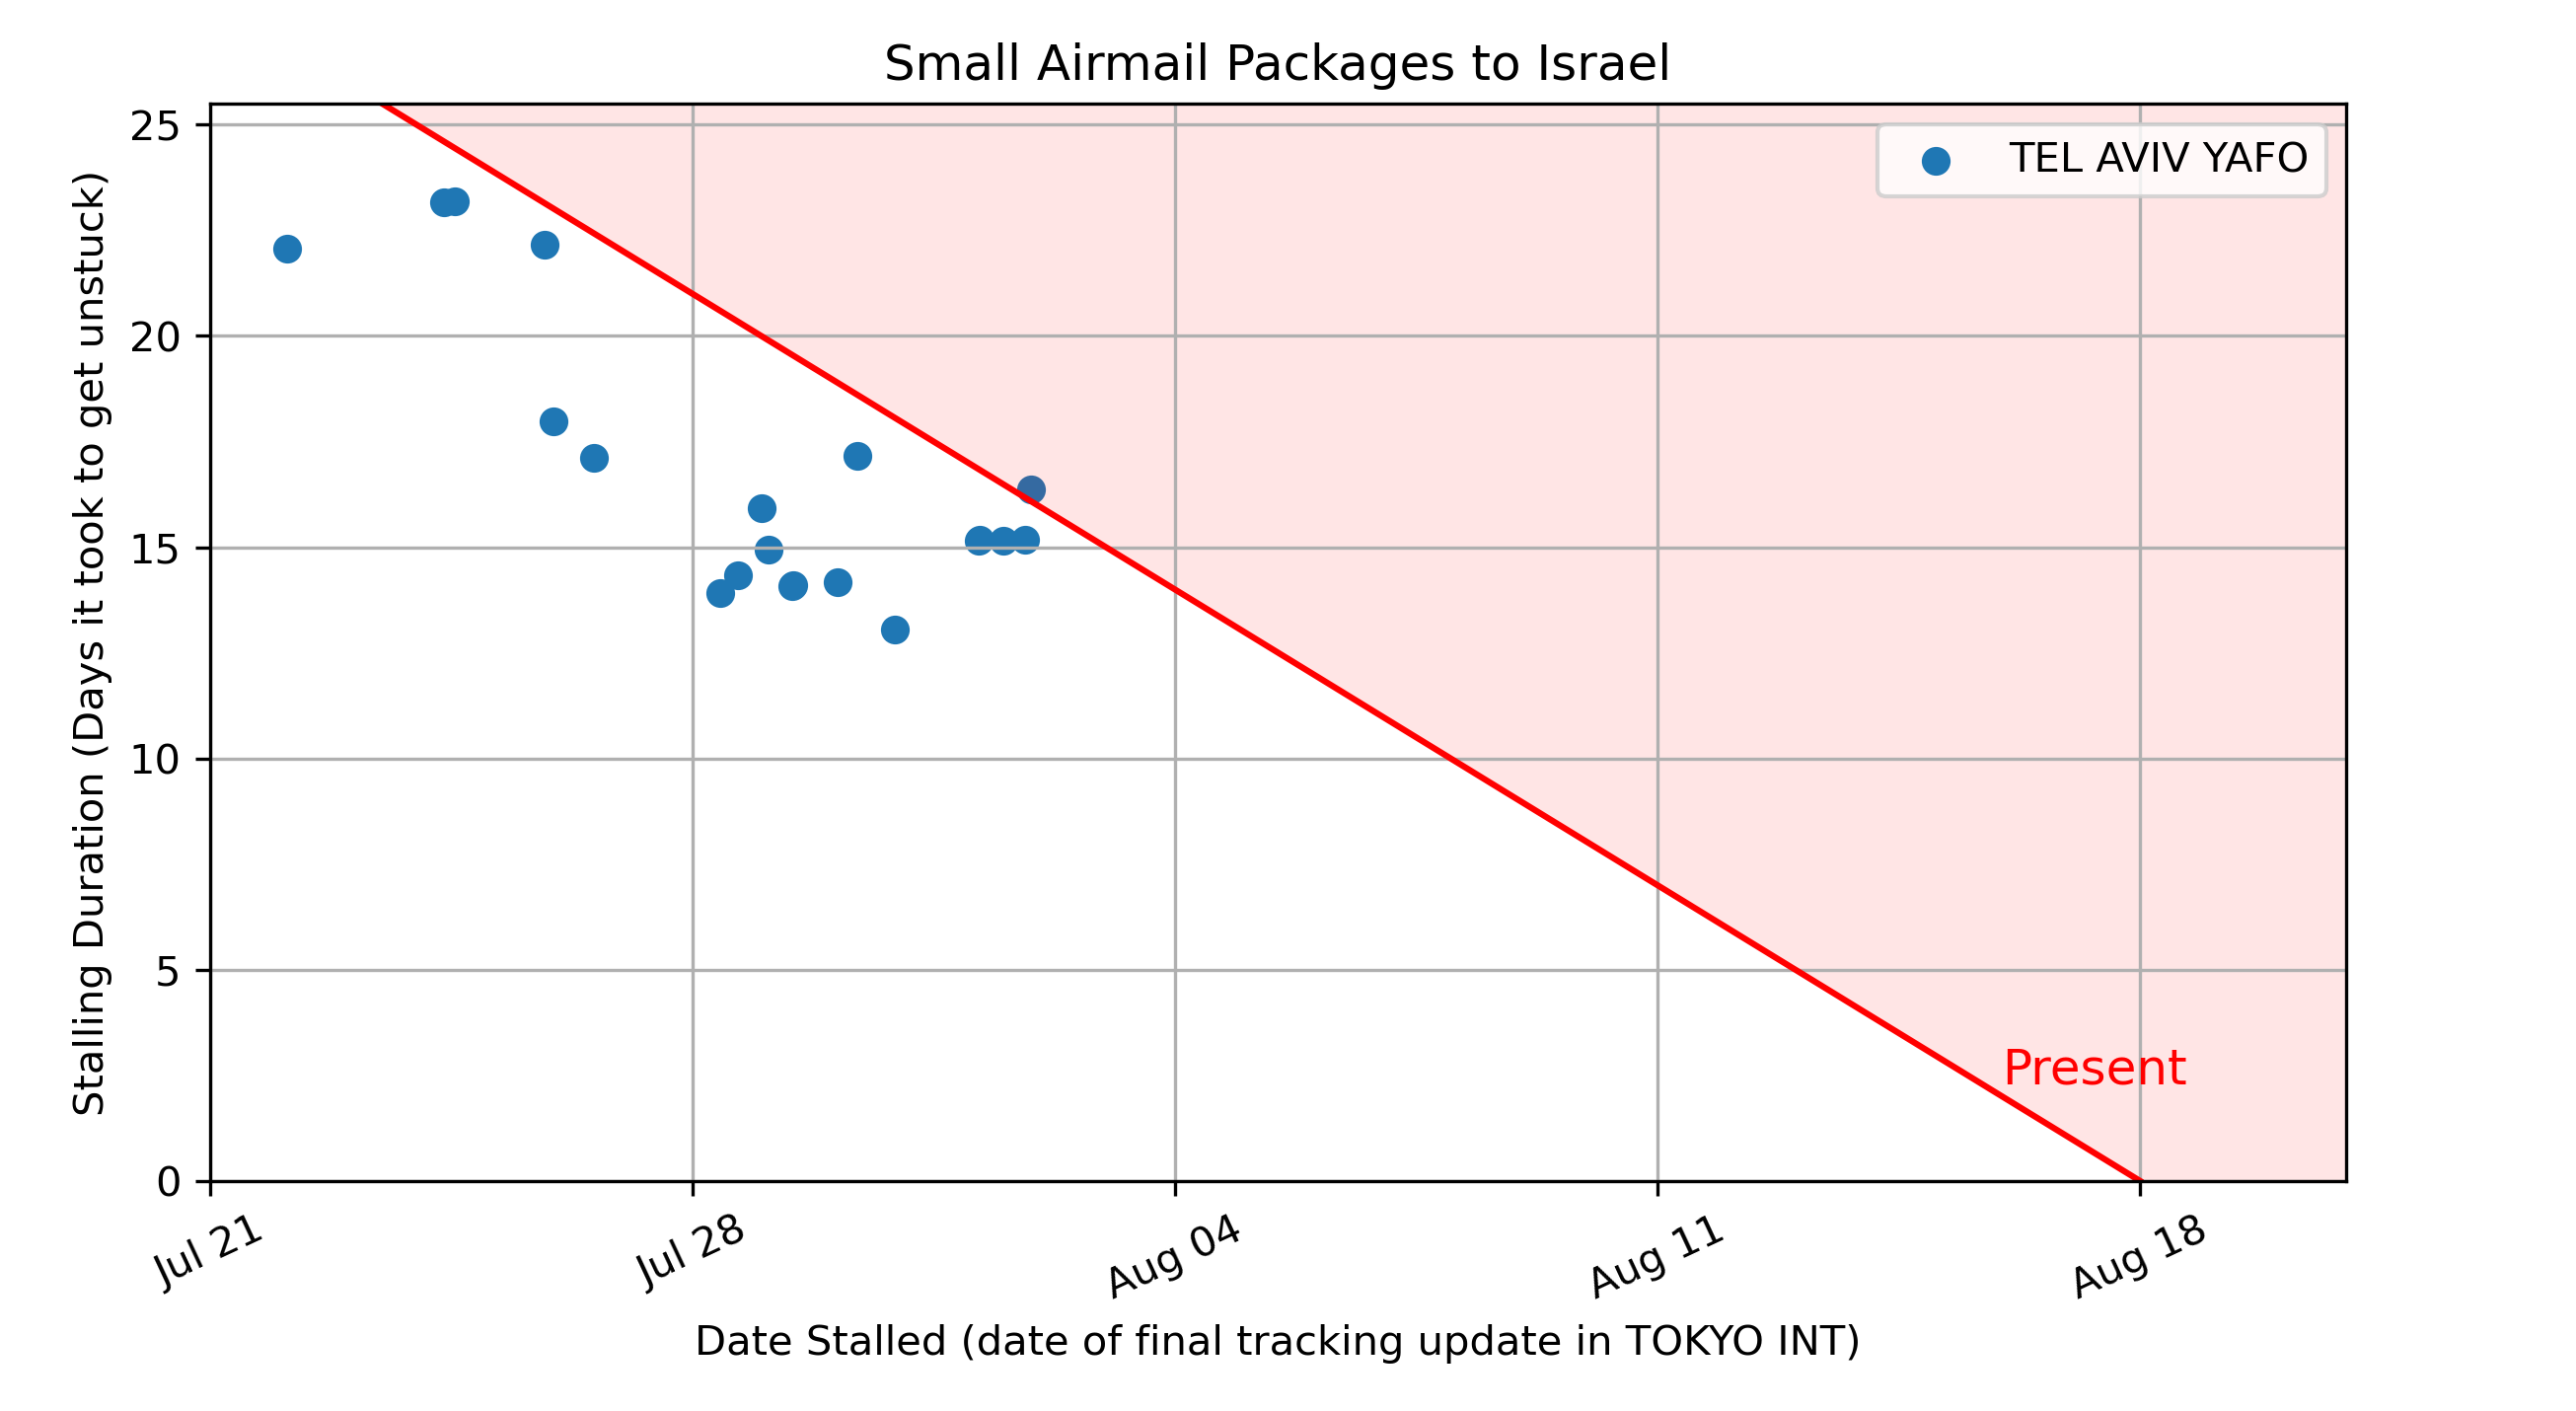 Small Airmail Packages to Israel
TEL AVIV YAFO
Stalling Duration (Days it took to get unstuck)
25
20
15
10
5
0
Present
Jul 21
Jul 28
Aug 04
Aug 11
Aug 18
Date Stalled (date of final tracking update in TOKYO INT)